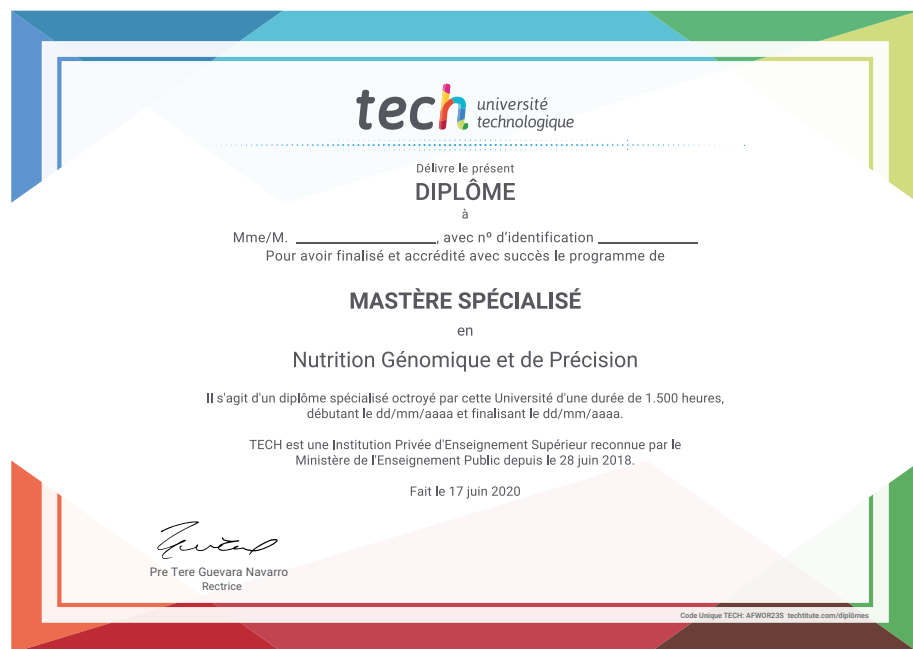 tech université
technologique
Délivre le présent
DIPLÔME
à
Mme/M. ____________, avec nº d'identification ____________
Pour avoir finalisé et accrédité avec succès le programme de
MASTÈRE SPÉCIALISÉ
en
Nutrition Génomique et de Précision
Il s'agit d'un diplôme spécialisé octroyé par cette Université d'une durée de 1.500 heures,
débutant le dd/mm/aaaa et finalisant le dd/mm/aaaa.
TECH est une Institution Privée d'Enseignement Supérieur reconnue par le
Ministère de l'Enseignement Public depuis le 28 juin 2018.
Fait le 17 juin 2020
Pre Tere Guevara Navarro
Rectrice
Code Unique TECH: AFWOR23S techtitute.com/diplômes